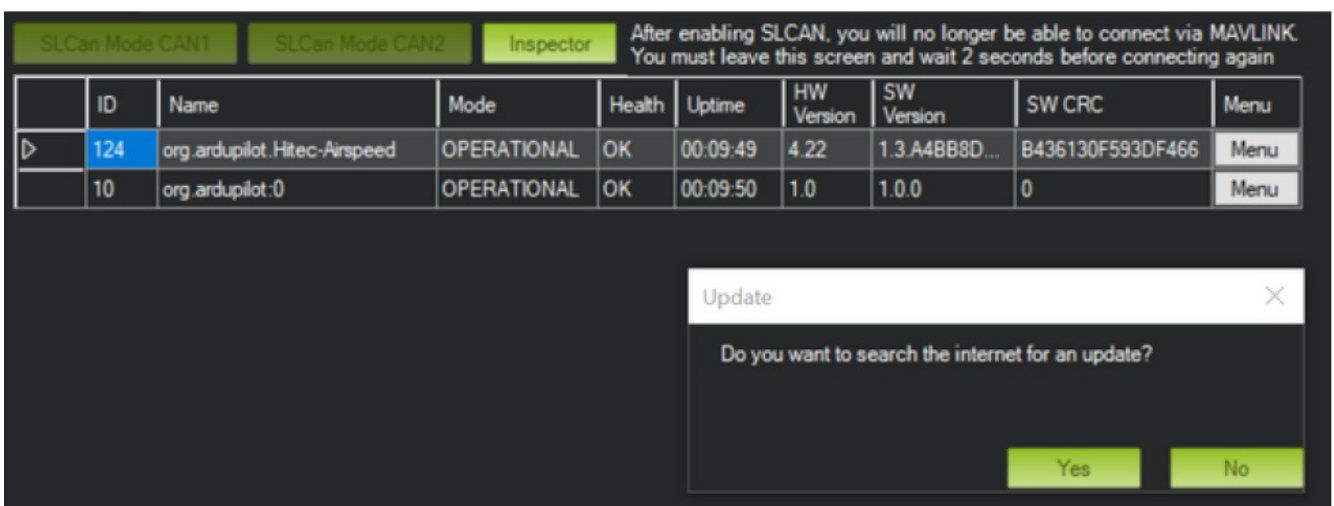 SLCan Mode CAN1 SLCan Mode CAN2 Inspector After enabling SLCAN, you will no longer be able to connect via MAVLINK.
You must leave this screen and wait 2 seconds before connecting again
ID Name Mode Health Uptime HW Version SW Version SW CRC Menu
124 org.ardupilot.Hitec-Airspeed OPERATIONAL OK 00:09:49 4.22 1.3.A4BB8D... B436130F593DF466 Menu
10 org.ardupilot:0 OPERATIONAL OK 00:09:50 1.0 1.0.0 0 Menu
Update
Do you want to search the internet for an update?
Yes No